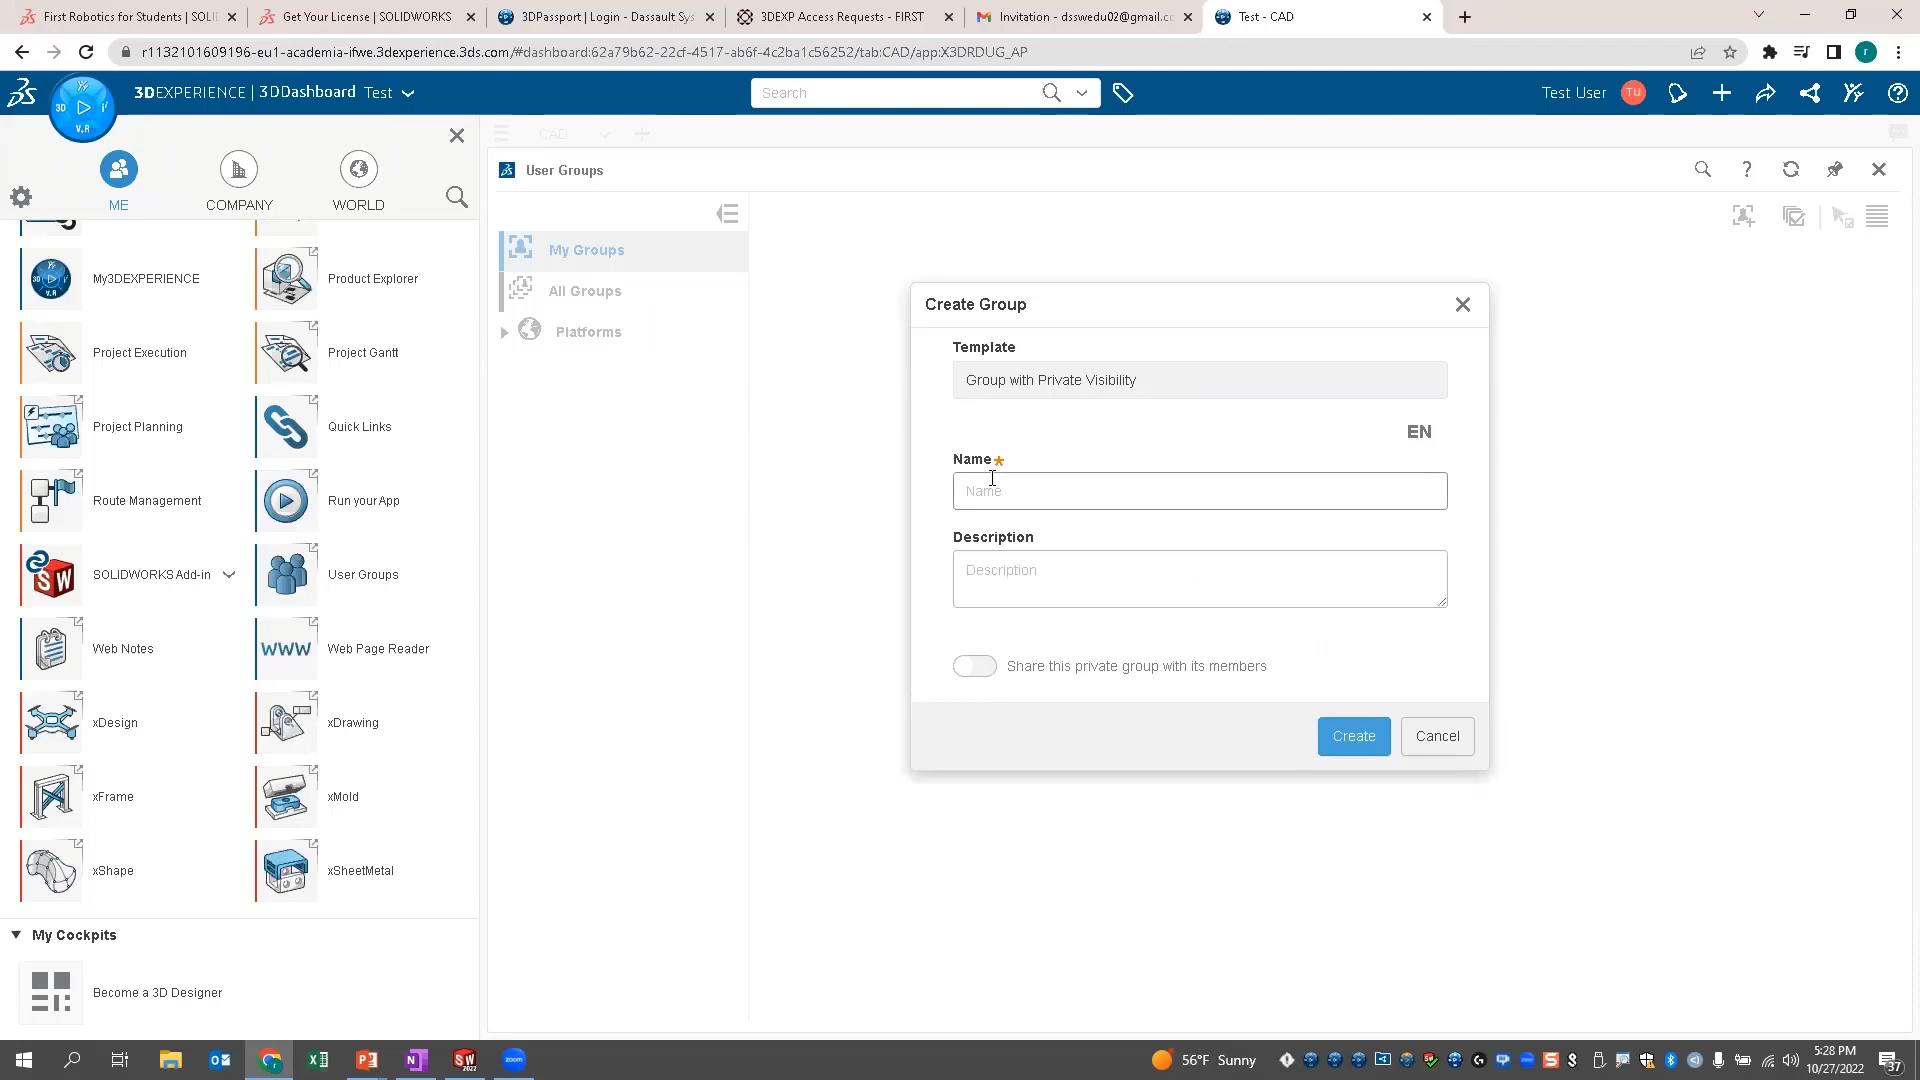 First Robotics for Students | SOLI
Get Your License | SOLIDWORKS
3DPassport | Login - Dassault Sys
3DEXP Access Requests - FIRST
Invitation - dsswedu02@gmail.co
Test - CAD
r1132101609196-eu1-academia-ifwe.3dexperience.3ds.com/#dashboard:62a79b62-22cf-4517-ab6f-4c2ba1c56252/tab:CAD/app:X3DRDUG_AP
3DEXPERIENCE | 3DDashboard Test
Search
Test User
TU
3D
V.R
CAD
ME
COMPANY
WORLD
User Groups
My Groups
All Groups
Platforms
My3DEXPERIENCE
Product Explorer
Project Execution
Project Gantt
Project Planning
Quick Links
Route Management
Run your App
SOLIDWORKS Add-in
User Groups
Web Notes
WWW
Web Page Reader
xDesign
xDrawing
xFrame
xMold
xShape
xSheetMetal
My Cockpits
Become a 3D Designer
Create Group
Template
Group with Private Visibility
EN
Name*
Name
Description
Description
Share this private group with its members
Create
Cancel
56°F Sunny
5:28 PM
10/27/2022
37